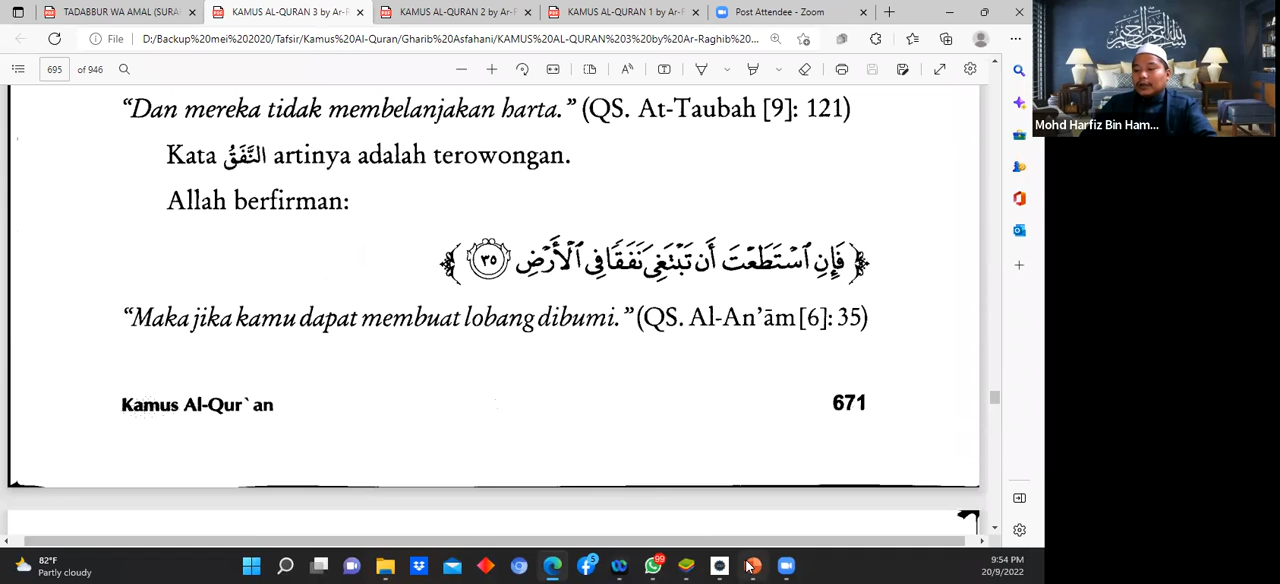 TADABBUR WA AMAL (SURA
KAMUS AL-QURAN 3 by Ar-F
KAMUS AL-QURAN 2 by Ar-F
KAMUS AL-QURAN 1 by Ar-F
Post Attendee - Zoom
File
D:/Backup%20mei%202020/Tafsir/Kamus%20Al-Quran/Gharib%20Asfahani/KAMUS%20AL-QURAN%203%20by%20Ar-Raghib%20...
695 of 946
“Dan mereka tidak membelanjakan harta.” (QS. At-Taubah [9]: 121)
Kata النَّفَقُ artinya adalah terowongan.
Allah berfirman:
﴿ فَإِنِ ٱسْتَطَعْتَ أَن تَبْتَغِىَ نَفَقًا فِى ٱلْأَرْضِ ٣٥ ﴾
“Maka jika kamu dapat membuat lobang dibumi.” (QS. Al-An’ām [6]: 35)
Kamus Al-Qur`an
671
Mohd Harfiz Bin Ham...
82°F
Partly cloudy
5
99
9:54 PM
20/9/2022